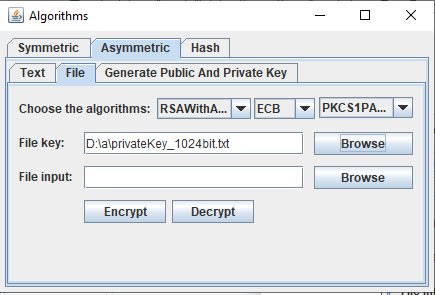 Algorithms
Symmetric Asymmetric Hash
Text File Generate Public And Private Key
Choose the algorithms: RSAWithA... ECB PKCS1PA...
File key: D:\a\privateKey_1024bit.txt Browse
File input: Browse
Encrypt Decrypt